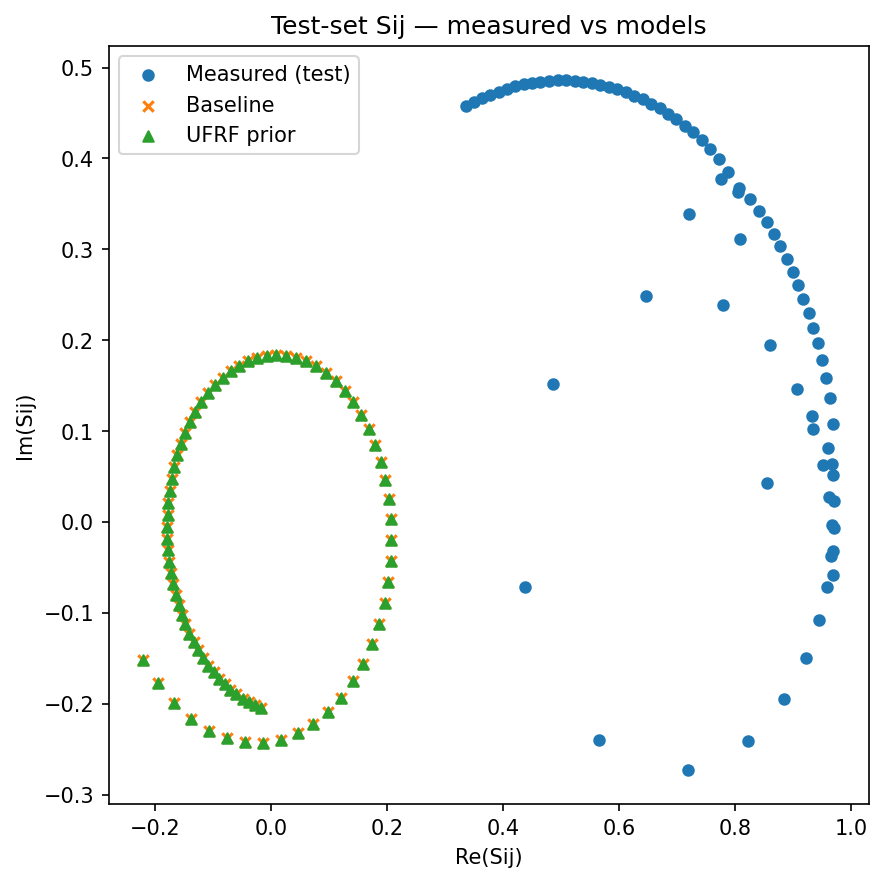 Test-set Sij — measured vs models
Measured (test)
Baseline
UFRF prior
0.5
0.4
0.3
0.2
0.1
0.0
−0.1
−0.2
−0.3
Im(Sij)
−0.2 0.0 0.2 0.4 0.6 0.8 1.0
Re(Sij)